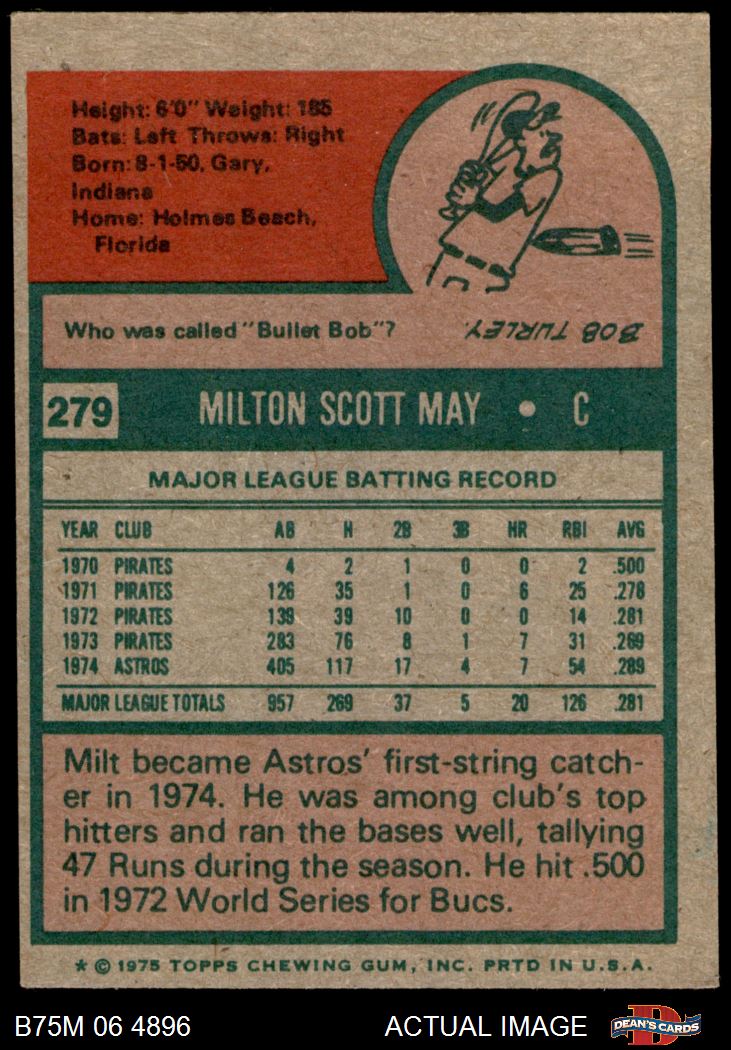 Height: 6'0" Weight: 185
Bats: Left Throws: Right
Born: 8-1-50, Gary,
Indiana
Home: Holmes Beach,
Florida
Who was called "Bullet Bob"?
BOB TURLEY.
279 MILTON SCOTT MAY • C
MAJOR LEAGUE BATTING RECORD
YEAR CLUB AB H 2B 3B HR RBI AVG
1970 PIRATES 4 2 1 0 0 2 .500
1971 PIRATES 126 35 1 0 6 25 .278
1972 PIRATES 139 39 10 0 0 14 .281
1973 PIRATES 283 76 8 1 7 31 .269
1974 ASTROS 405 117 17 4 7 54 .289
MAJOR LEAGUE TOTALS 957 269 37 5 20 126 .281
Milt became Astros' first-string catch-
er in 1974. He was among club's top
hitters and ran the bases well, tallying
47 Runs during the season. He hit .500
in 1972 World Series for Bucs.
* © 1975 TOPPS CHEWING GUM, INC. PRTD IN U.S.A.
B75M 06 4896 ACTUAL IMAGE D DEAN'S CARDS